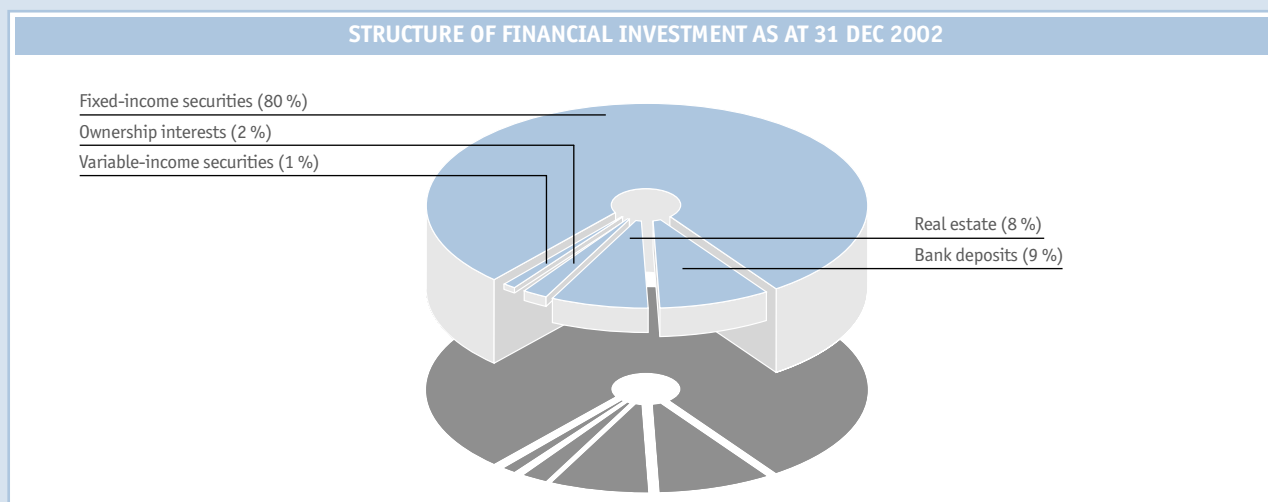 STRUCTURE OF FINANCIAL INVESTMENT AS AT 31 DEC 2002
Fixed-income securities (80 %)
Ownership interests (2 %)
Variable-income securities (1 %)
Real estate (8 %)
Bank deposits (9 %)